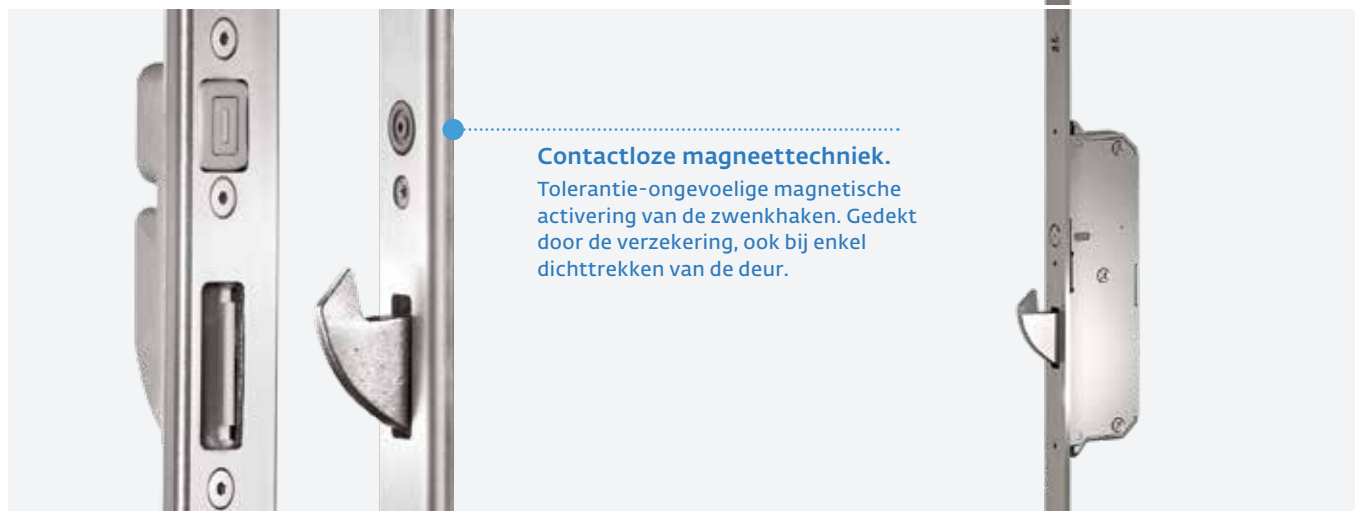 Contactloze magneettechniek.
Tolerantie-ongevoelige magnetische
activering van de zwenkhaken. Gedekt
door de verzekering, ook bij enkel
dichttrekken van de deur.